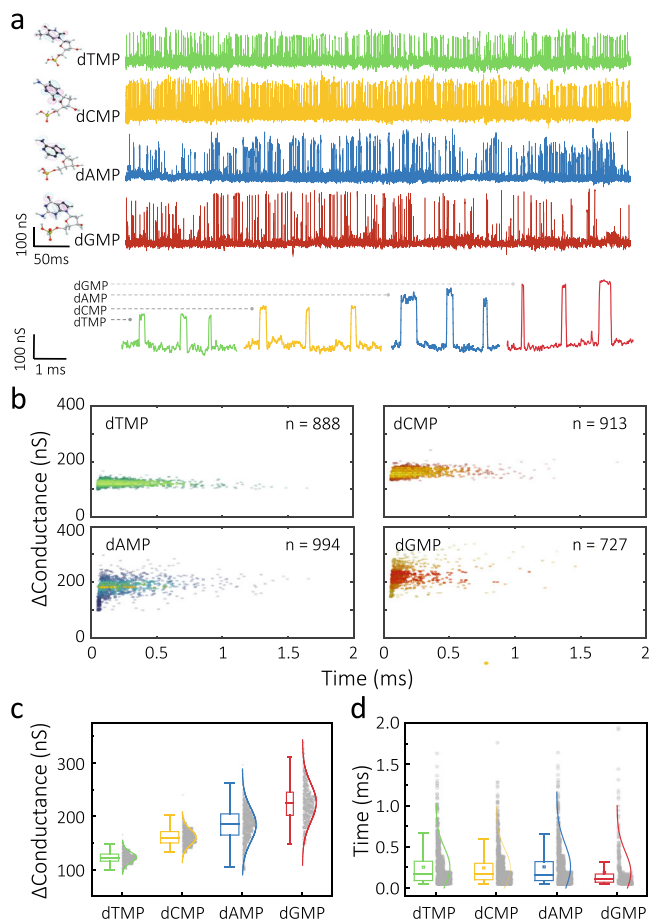 a
dTMP
dCMP
dAMP
dGMP
100 nS
50ms
dGMP
dAMP
dCMP
dTMP
100 nS
1 ms
b
400
200
0
dTMP
n = 888
dCMP
n = 913
400
200
0
dAMP
n = 994
dGMP
n = 727
ΔConductance (nS)
0
0.5
1
1.5
2
0
0.5
1
1.5
2
Time (ms)
c
ΔConductance (nS)
300
200
100
dTMP
dCMP
dAMP
dGMP
d
Time (ms)
2.0
1.5
1.0
0.5
0.0
dTMP
dCMP
dAMP
dGMP